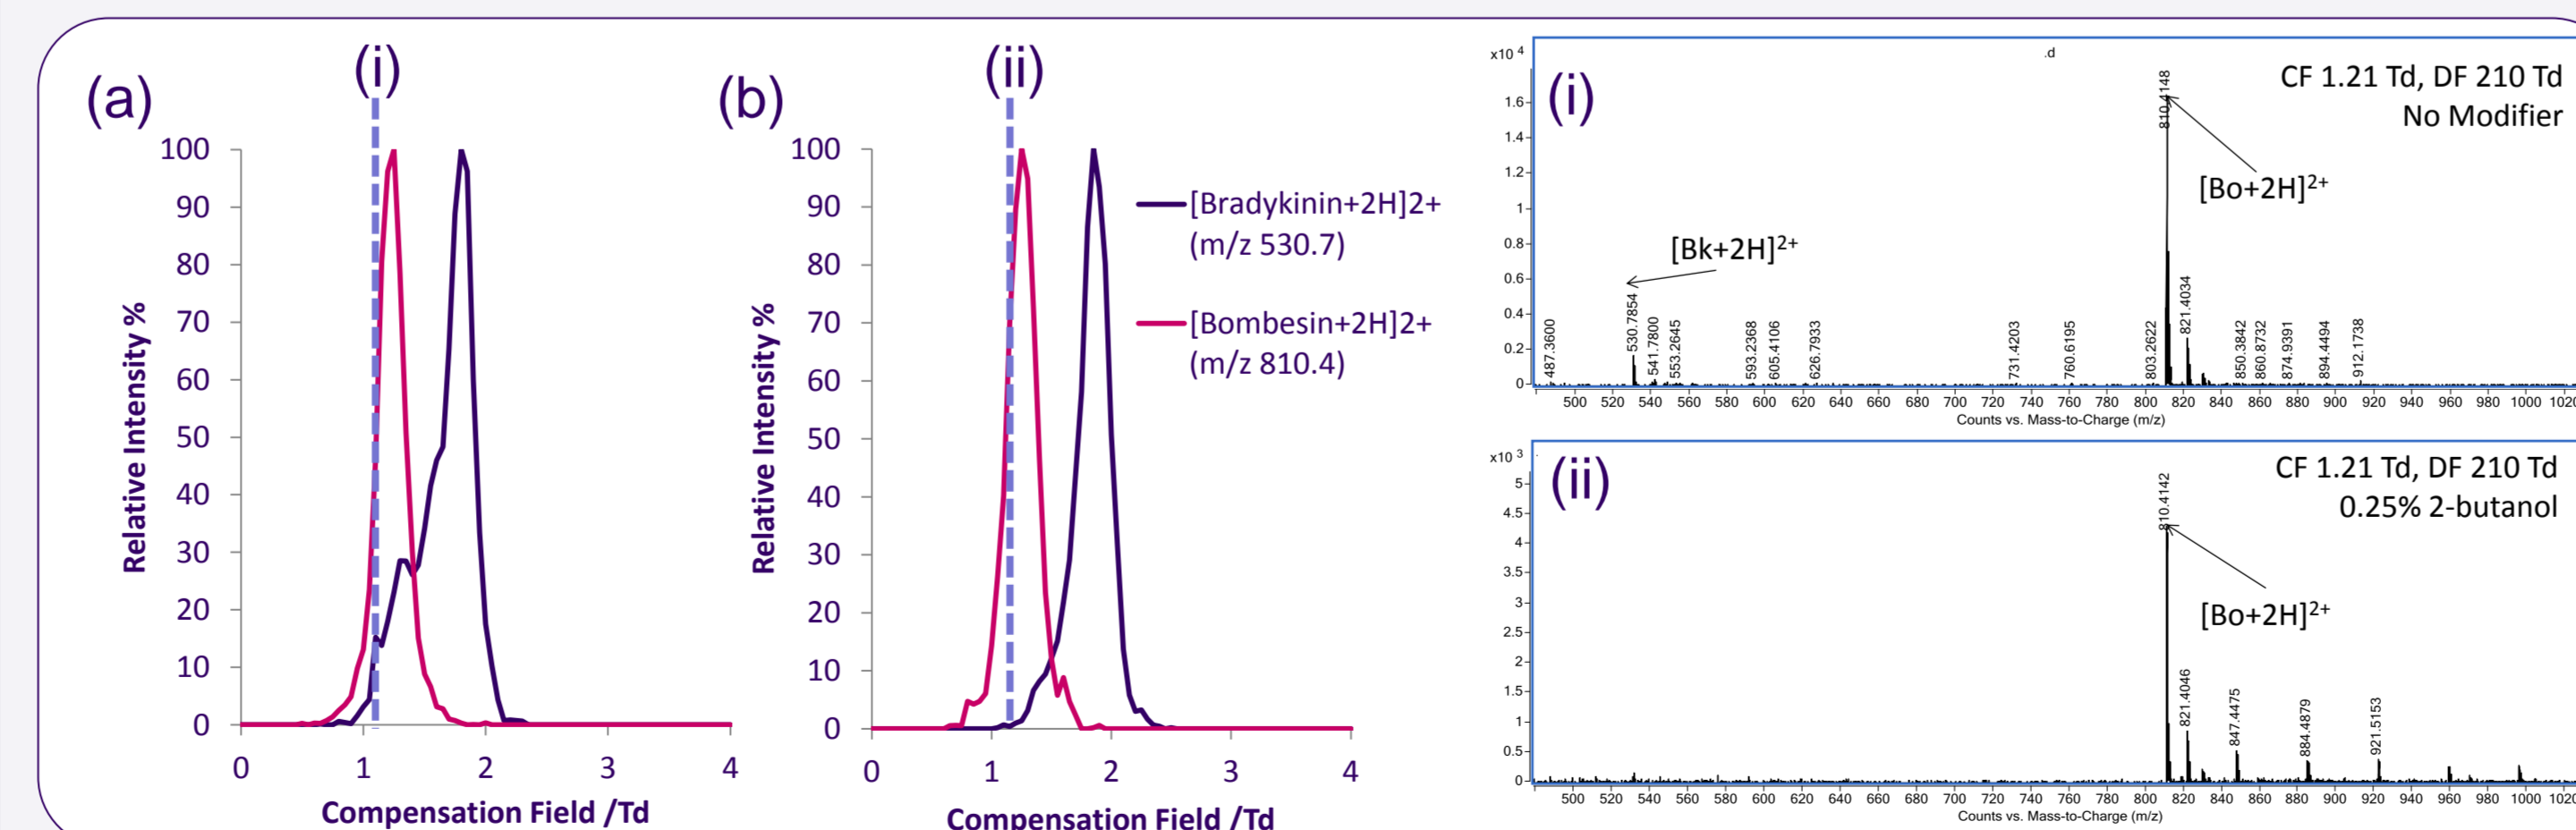 (a)
(i)
100
90
80
70
60
50
40
30
20
10
0
0 1 2 3 4
Relative Intensity %
Compensation Field /Td
(b)
(ii)
100
90
80
70
60
50
40
30
20
10
0
0 1 2 3 4
Relative Intensity %
Compensation Field /Td
[Bradykinin+2H]2+
(m/z 530.7)
[Bombesin+2H]2+
(m/z 810.4)
x10 4
.d
(i)
CF 1.21 Td, DF 210 Td
No Modifier
810.4148
[Bo+2H]2+
[Bk+2H]2+
1.6
1.4
1.2
1
0.8
0.6
0.4
0.2
0
487.3600
530.7854
541.7800
553.2645
593.2368
605.4106
626.7933
731.4203
760.6195
803.2622
821.4034
850.3842
860.8732
874.9391
894.4494
912.1738
500 520 540 560 580 600 620 640 660 680 700 720 740 760 780 800 820 840 860 880 900 920 940 960 980 1000 1020
Counts vs. Mass-to-Charge (m/z)
x10 3
(ii)
CF 1.21 Td, DF 210 Td
0.25% 2-butanol
810.4142
[Bo+2H]2+
5
4.5
4
3.5
3
2.5
2
1.5
1
0.5
0
821.4046
847.4475
884.4879
921.5153
500 520 540 560 580 600 620 640 660 680 700 720 740 760 780 800 820 840 860 880 900 920 940 960 980 1000 1020
Counts vs. Mass-to-Charge (m/z)